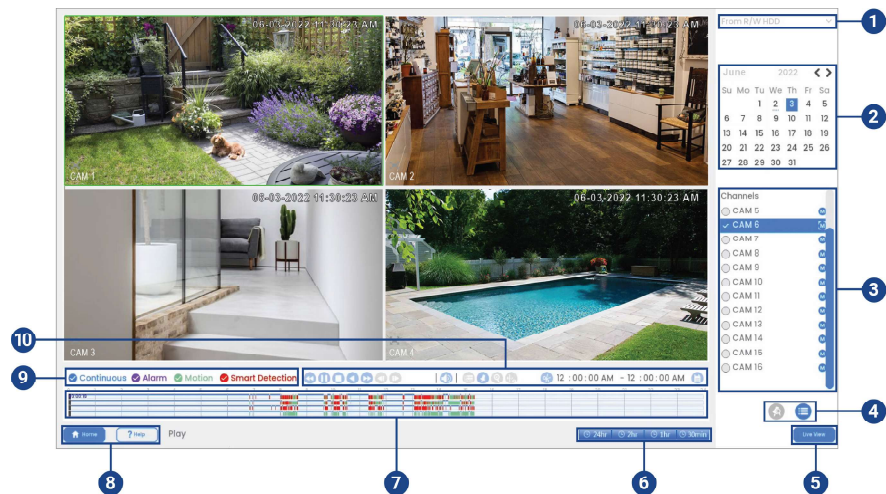 06-03-2022 11:30:23 AM
CAM 1
06-03-2022 11:30:23 AM
CAM 2
06-03-2022 11:30:23 AM
CAM 3
06-03-2022 11:30:23 AM
CAM 4
From R/W HDD
1
June 2022
Su Mo Tu We Th Fr Sa
1 2 3 4 5
6 7 8 9 10 11 12
13 14 15 16 17 18 19
20 21 22 23 24 25 26
27 28 29 30 31
2
Channels
CAM 5 M
CAM 6 M
CAM 7 M
CAM 8 M
CAM 9 M
CAM 10 M
CAM 11 M
CAM 12 M
CAM 13 M
CAM 14 M
CAM 15 M
CAM 16 M
3
10
9
Continuous Alarm Motion Smart Detection
12 :00 :00 AM - 12 :00 :00 AM
4
Home ? Help Play
24hr 2hr 1hr 30min
Live View
8
7
6
5